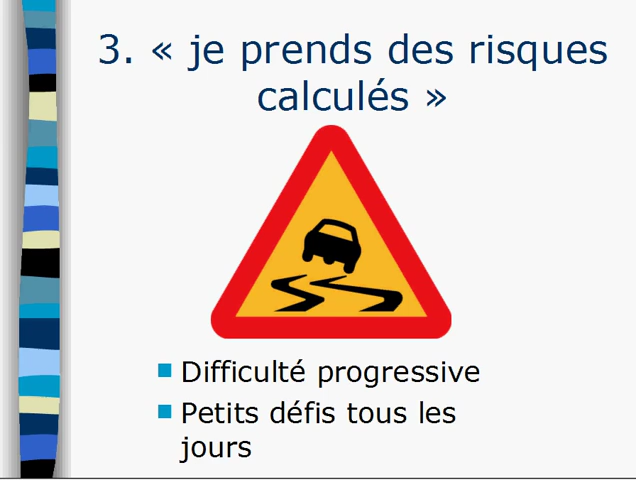 3. « je prends des risques
calculés »
Difficulté progressive
Petits défis tous les
jours